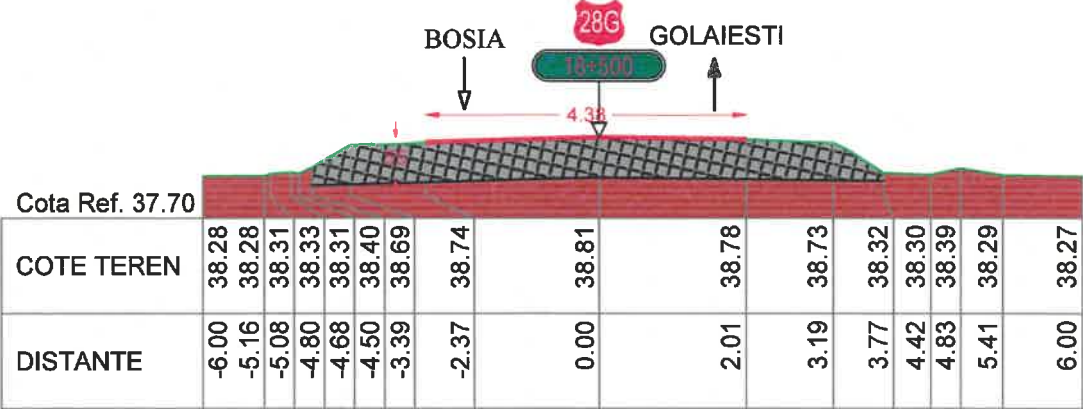 28G
BOSIA
GOLAIESTI
18+500
4.38
Cota Ref. 37.70
COTE TEREN 38.28 38.28 38.31 38.33 38.31 38.40 38.69 38.74 38.81 38.78 38.73 38.32 38.30 38.39 38.29 38.27
DISTANTE -6.00 -5.16 -5.08 -4.80 -4.68 -4.50 -3.39 -2.37 0.00 2.01 3.19 3.77 4.42 4.83 5.41 6.00